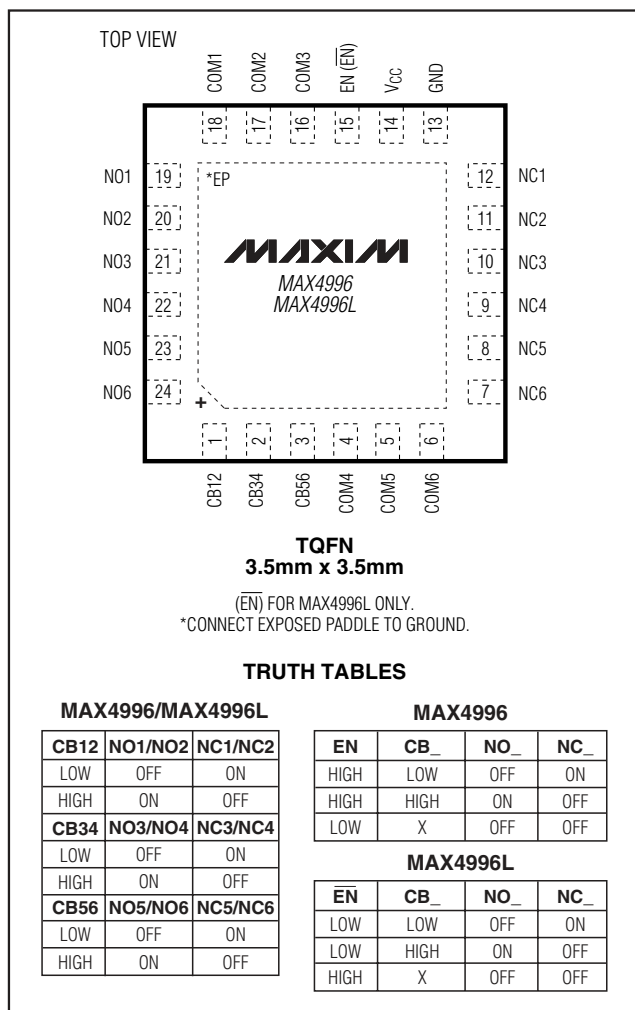 TOP VIEW
COM1 COM2 COM3 EN (E̅N̅) VCC GND
18 17 16 15 14 13
NO1 19 *EP 12 NC1
NO2 20 11 NC2
NO3 21 MAXIM 10 NC3
MAX4996
NO4 22 MAX4996L 9 NC4
NO5 23 8 NC5
NO6 24 7 NC6
+
1 2 3 4 5 6
CB12 CB34 CB56 COM4 COM5 COM6
TQFN
3.5mm x 3.5mm
(E̅N̅) FOR MAX4996L ONLY.
*CONNECT EXPOSED PADDLE TO GROUND.
TRUTH TABLES
MAX4996/MAX4996L
CB12 NO1/NO2 NC1/NC2
LOW OFF ON
HIGH ON OFF
CB34 NO3/NO4 NC3/NC4
LOW OFF ON
HIGH ON OFF
CB56 NO5/NO6 NC5/NC6
LOW OFF ON
HIGH ON OFF
MAX4996
EN CB_ NO_ NC_
HIGH LOW OFF ON
HIGH HIGH ON OFF
LOW X OFF OFF
MAX4996L
E̅N̅ CB_ NO_ NC_
LOW LOW OFF ON
LOW HIGH ON OFF
HIGH X OFF OFF